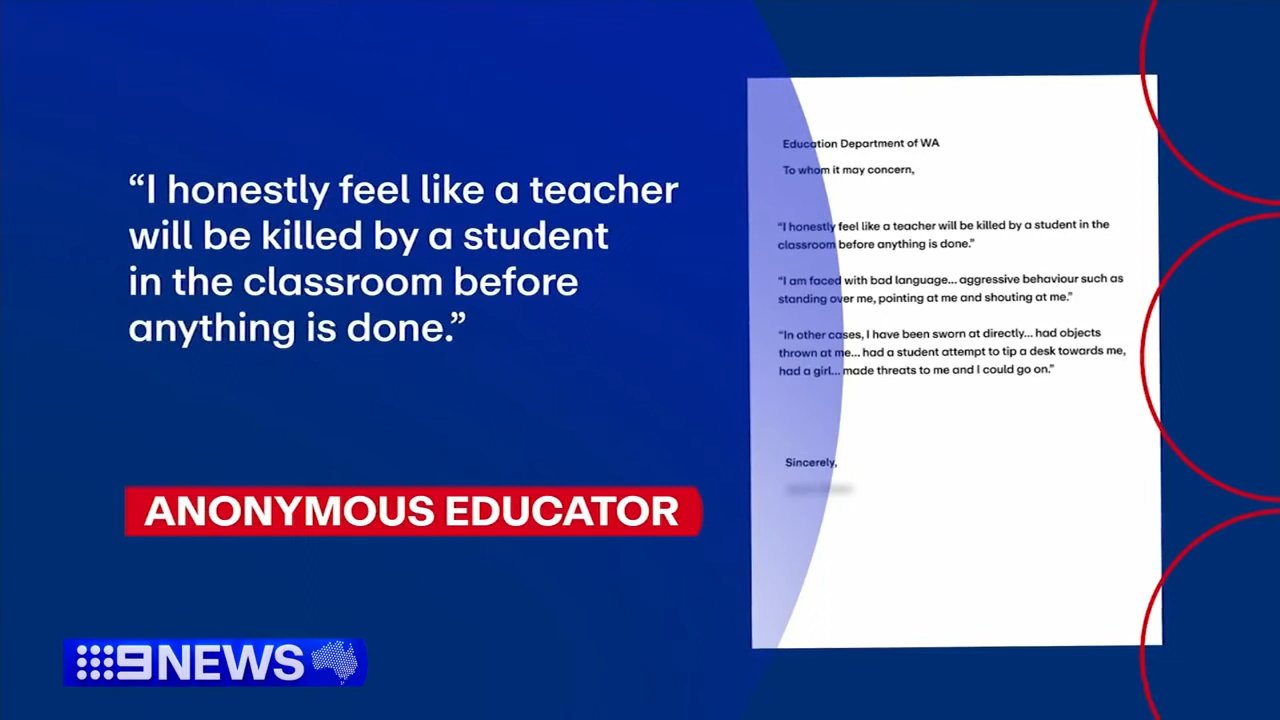 “I honestly feel like a teacher
will be killed by a student
in the classroom before
anything is done.”
ANONYMOUS EDUCATOR
9NEWS
Education Department of WA
To whom it may concern,
“I honestly feel like a teacher will be killed by a student in the
classroom before anything is done.”
“I am faced with bad language... aggressive behaviour such as
standing over me, pointing at me and shouting at me.”
“In other cases, I have been sworn at directly... had objects
thrown at me... had a student attempt to tip a desk towards me,
had a girl... made threats to me and I could go on.”
Sincerely,